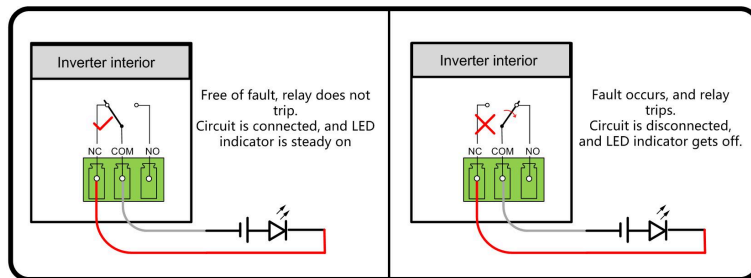 Inverter interior
Free of fault, relay does not
trip.
Circuit is connected, and LED
indicator is steady on
NC COM NO
Inverter interior
Fault occurs, and relay
trips.
Circuit is disconnected,
and LED indicator gets off.
NC COM NO